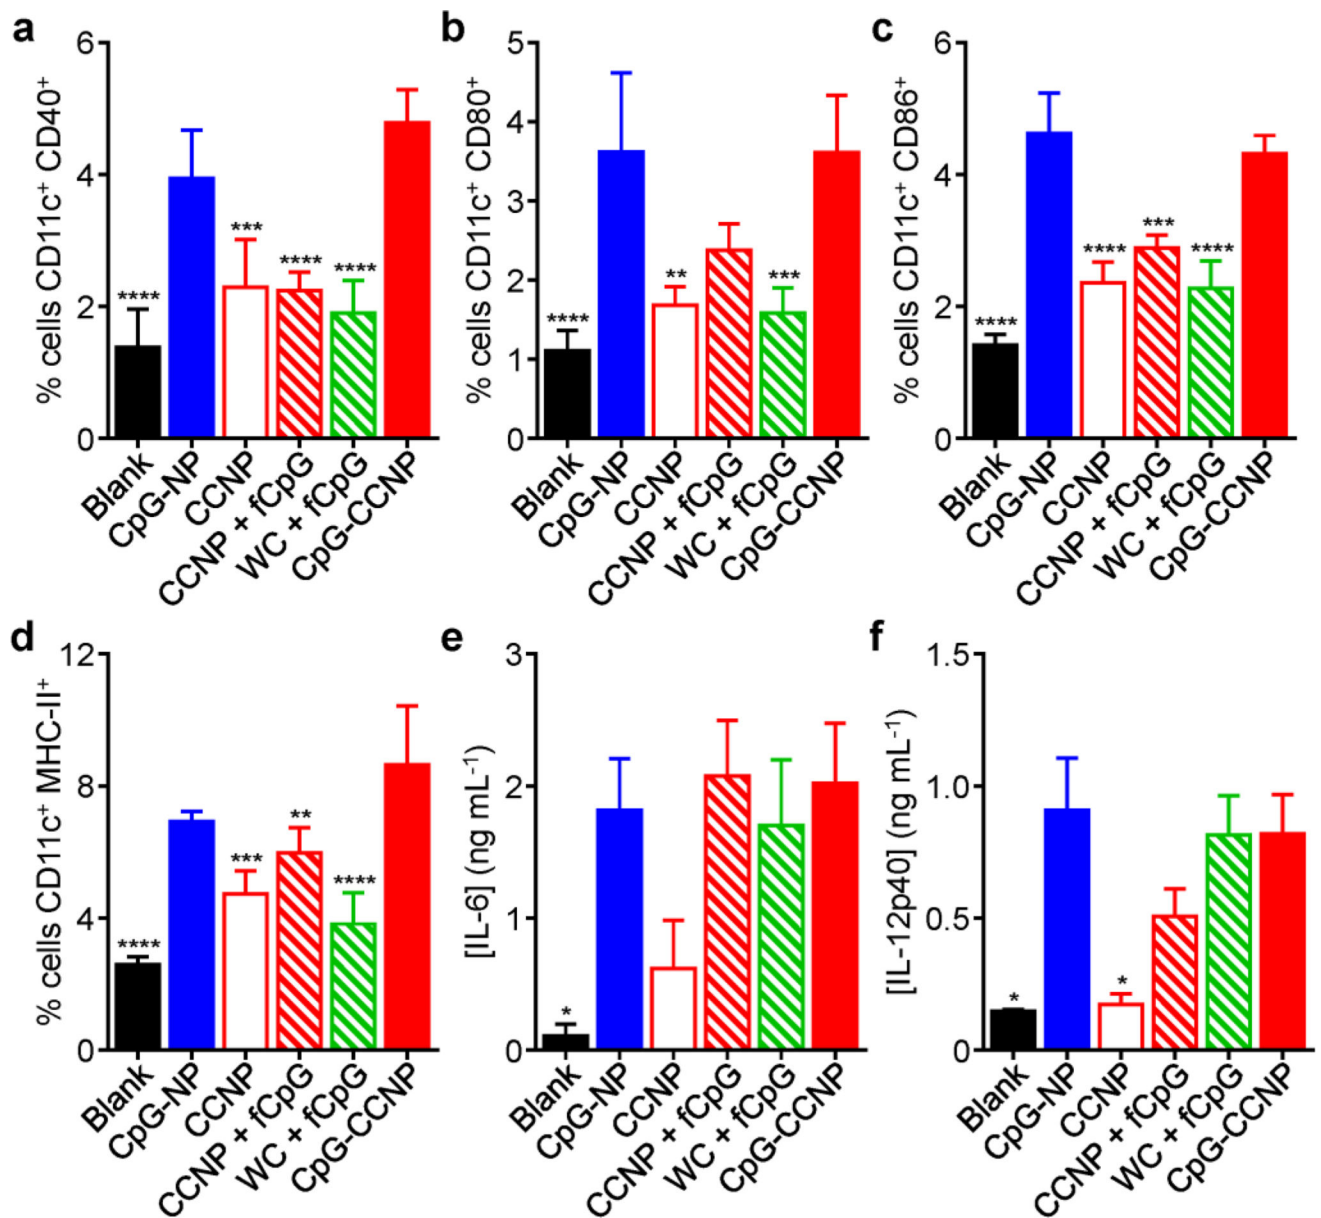 a
% cells CD11c⁺ CD40⁺
6
4
2
0
****
***
****
****
Blank
CpG-NP
CCNP
CCNP + fCpG
WC + fCpG
CpG-CCNP
b
% cells CD11c⁺ CD80⁺
5
4
3
2
1
0
****
**
***
Blank
CpG-NP
CCNP
CCNP + fCpG
WC + fCpG
CpG-CCNP
c
% cells CD11c⁺ CD86⁺
6
4
2
0
****
****
***
****
Blank
CpG-NP
CCNP
CCNP + fCpG
WC + fCpG
CpG-CCNP
d
% cells CD11c⁺ MHC-II⁺
12
8
4
0
****
***
**
****
Blank
CpG-NP
CCNP
CCNP + fCpG
WC + fCpG
CpG-CCNP
e
[IL-6] (ng mL⁻¹)
3
2
1
0
*
Blank
CpG-NP
CCNP
CCNP + fCpG
WC + fCpG
CpG-CCNP
f
[IL-12p40] (ng mL⁻¹)
1.5
1.0
0.5
0
*
*
Blank
CpG-NP
CCNP
CCNP + fCpG
WC + fCpG
CpG-CCNP